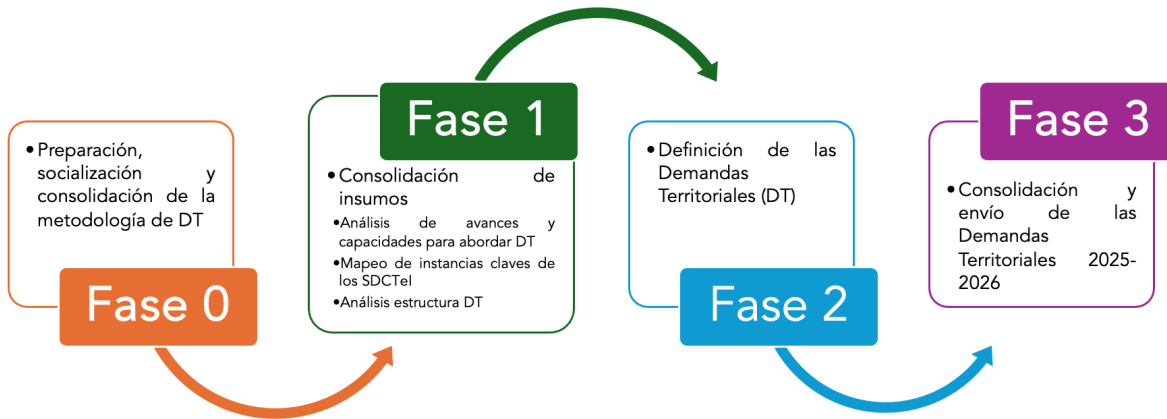 • Preparación,
socialización y
consolidación de la
metodología de DT
Fase 0
Fase 1
• Consolidación de
insumos
•Análisis de avances y
capacidades para abordar DT
•Mapeo de instancias claves de
los SDCTeI
•Análisis estructura DT
• Definición de las
Demandas
Territoriales (DT)
Fase 2
Fase 3
• Consolidación y
envío de las
Demandas
Territoriales 2025-
2026